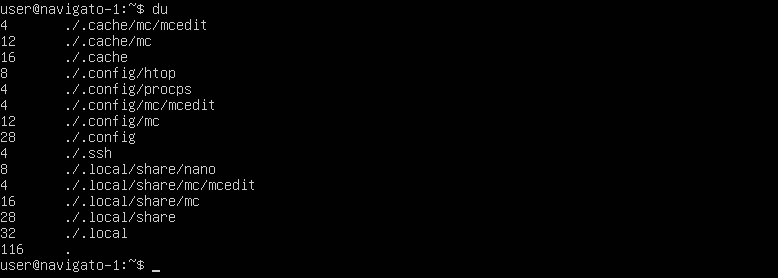 user@navigato-1:~$ du
4	./.cache/mc/mcedit
12	./.cache/mc
16	./.cache
8	./.config/htop
4	./.config/procps
4	./.config/mc/mcedit
12	./.config/mc
28	./.config
4	./.ssh
8	./.local/share/nano
4	./.local/share/mc/mcedit
16	./.local/share/mc
28	./.local/share
32	./.local
116	.
user@navigato-1:~$ _